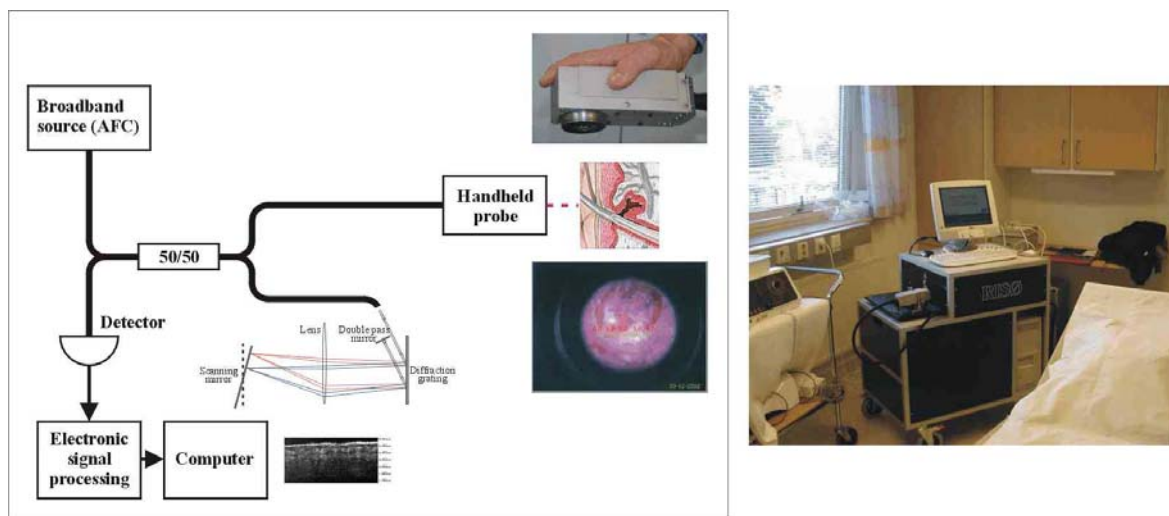 Broadband
source (AFC)
Handheld
probe
50/50
Detector
Lens
Double pass
mirror
Scanning
mirror
Diffraction
grating
Electronic
signal
processing
Computer
RISØ